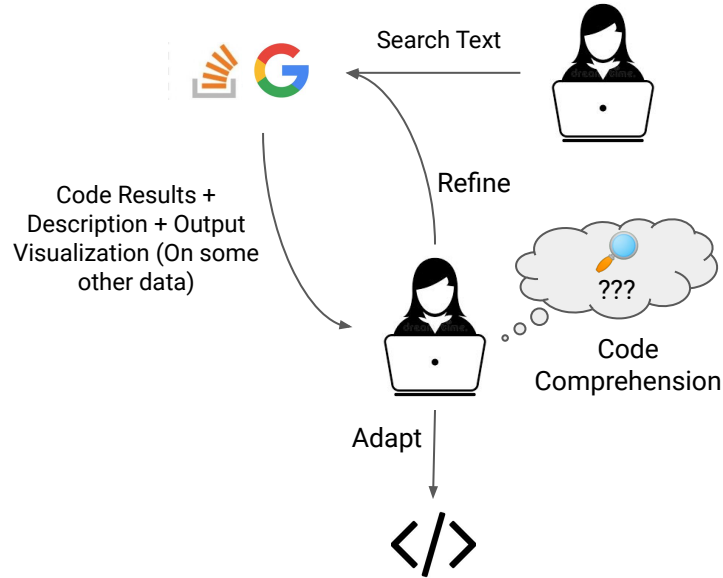 Search Text
Refine
Code Results +
Description + Output
Visualization (On some
other data)
???
Code
Comprehension
Adapt
</>